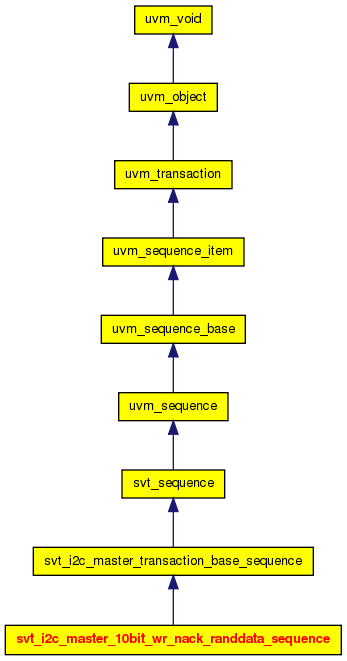 uvm_void
uvm_object
uvm_transaction
uvm_sequence_item
uvm_sequence_base
uvm_sequence
svt_sequence
svt_i2c_master_transaction_base_sequence
svt_i2c_master_10bit_wr_nack_randdata_sequence